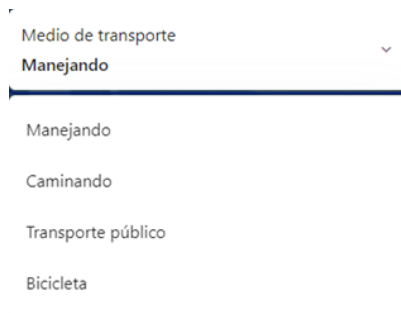 Medio de transporte
Manejando
Manejando
Caminando
Transporte público
Bicicleta